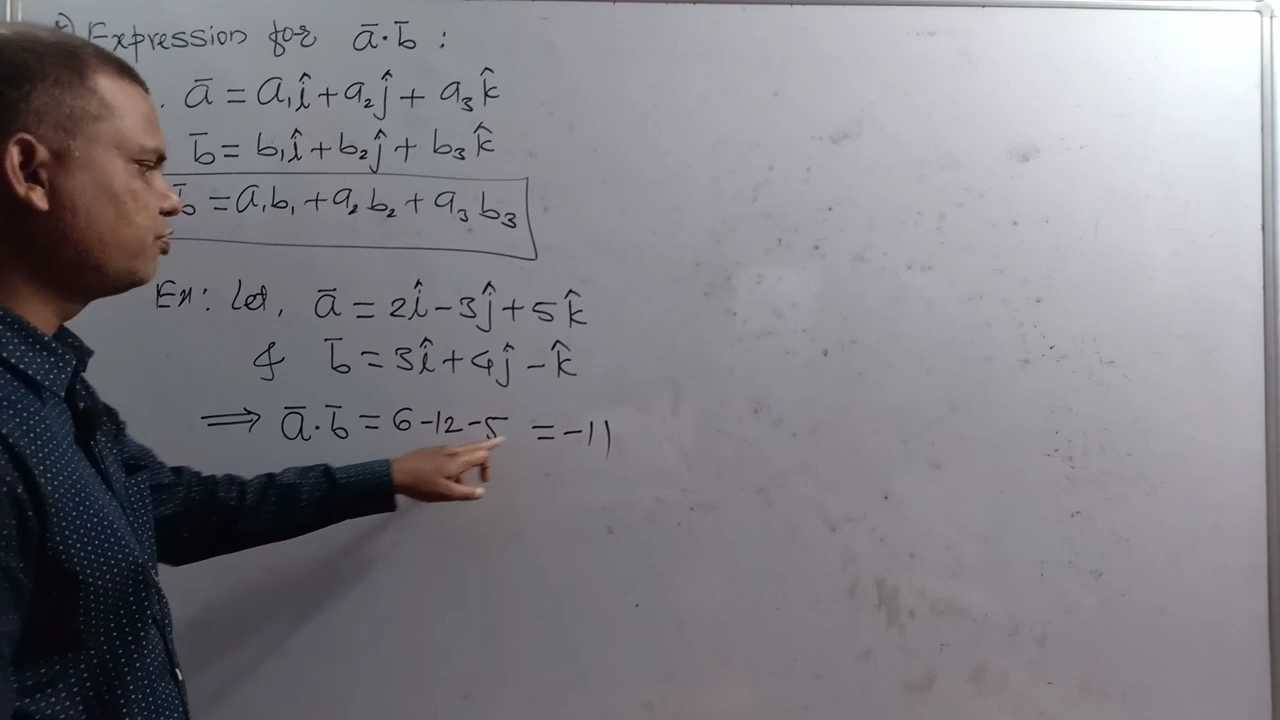 Expression for a̅·b̅ :
a̅ = a₁î + a₂ĵ + a₃k̂
b̅ = b₁î + b₂ĵ + b₃k̂
b̅ = a₁b₁ + a₂b₂ + a₃b₃
Ex: Let, a̅ = 2î - 3ĵ + 5k̂
& b̅ = 3î + 4ĵ - k̂
⟹ a̅·b̅ = 6 - 12 - 5 = -11